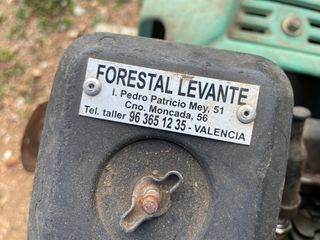 FORESTAL LEVANTE
I. Pedro Patricio Mey, 51
Cno. Moncada, 56
Tel. taller 96 365 12 35 - VALENCIA